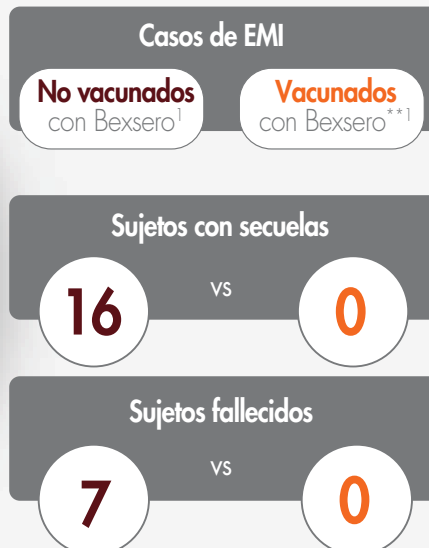 Casos de EMI
No vacunados
con Bexsero¹
Vacunados
con Bexsero**¹
Sujetos con secuelas
16 vs 0
Sujetos fallecidos
7 vs 0